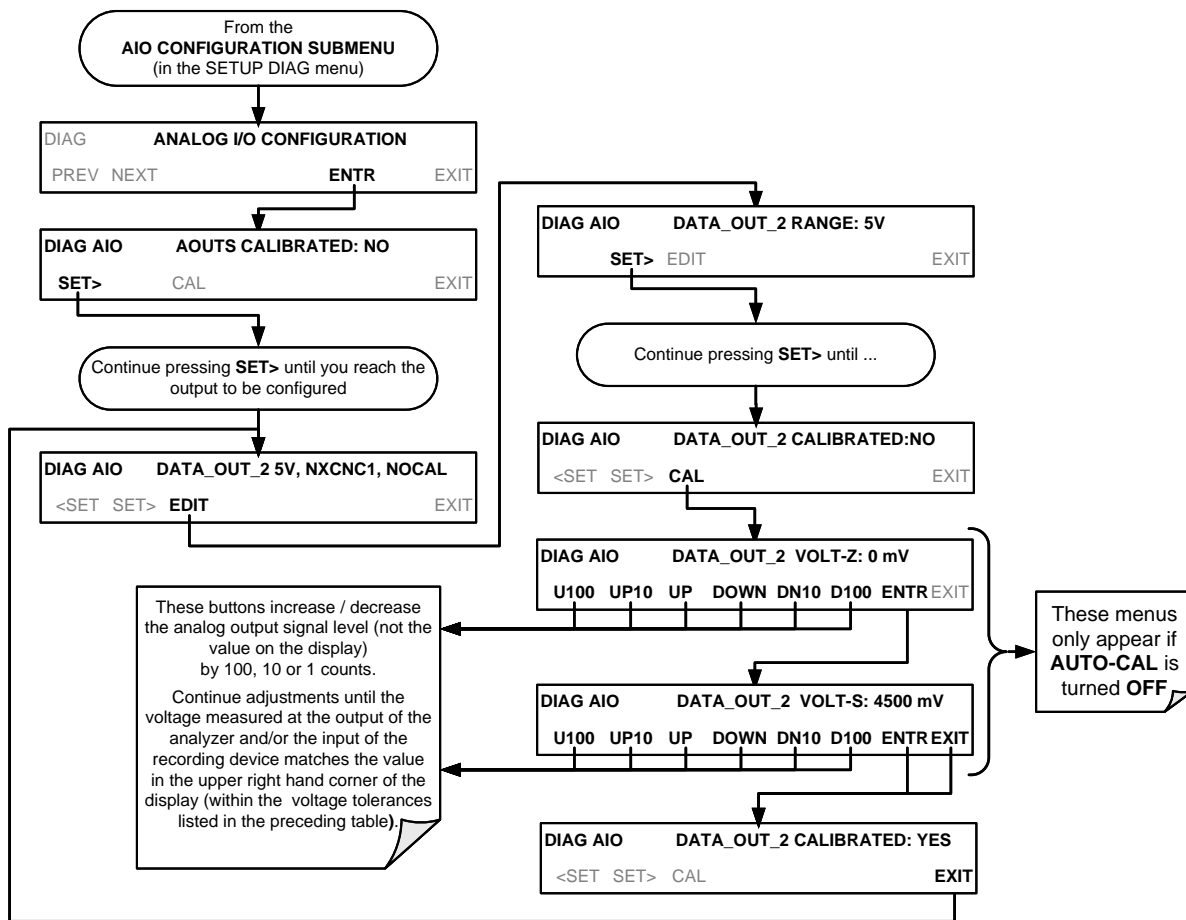 From the
AIO CONFIGURATION SUBMENU
(in the SETUP DIAG menu)
DIAG ANALOG I/O CONFIGURATION
PREV NEXT ENTR EXIT
DIAG AIO AOUTS CALIBRATED: NO
SET> CAL EXIT
Continue pressing SET> until you reach the
output to be configured
DIAG AIO DATA_OUT_2 5V, NXCNC1, NOCAL
<SET SET> EDIT EXIT
DIAG AIO DATA_OUT_2 RANGE: 5V
SET> EDIT EXIT
Continue pressing SET> until ...
DIAG AIO DATA_OUT_2 CALIBRATED:NO
<SET SET> CAL EXIT
DIAG AIO DATA_OUT_2 VOLT-Z: 0 mV
U100 UP10 UP DOWN DN10 D100 ENTR EXIT
DIAG AIO DATA_OUT_2 VOLT-S: 4500 mV
U100 UP10 UP DOWN DN10 D100 ENTR EXIT
DIAG AIO DATA_OUT_2 CALIBRATED: YES
<SET SET> CAL EXIT
These buttons increase / decrease
the analog output signal level (not the
value on the display)
by 100, 10 or 1 counts.
Continue adjustments until the
voltage measured at the output of the
analyzer and/or the input of the
recording device matches the value
in the upper right hand corner of the
display (within the voltage tolerances
listed in the preceding table).
These menus
only appear if
AUTO-CAL is
turned OFF